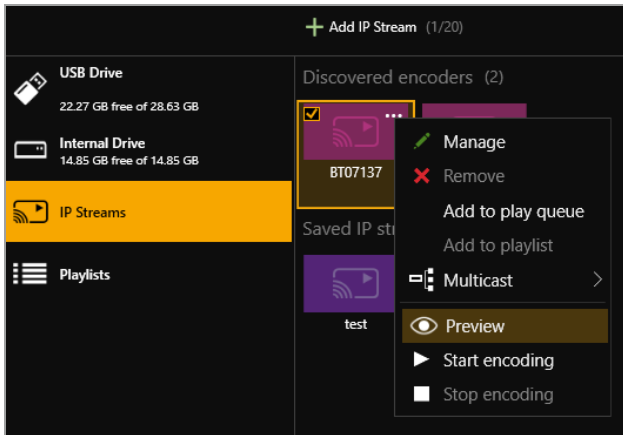 Add IP Stream (1/20)
USB Drive
22.27 GB free of 28.63 GB
Internal Drive
14.85 GB free of 14.85 GB
IP Streams
Playlists
Discovered encoders (2)
BT07137
Saved IP
test
Manage
Remove
Add to play queue
Add to playlist
Multicast
Preview
Start encoding
Stop encoding